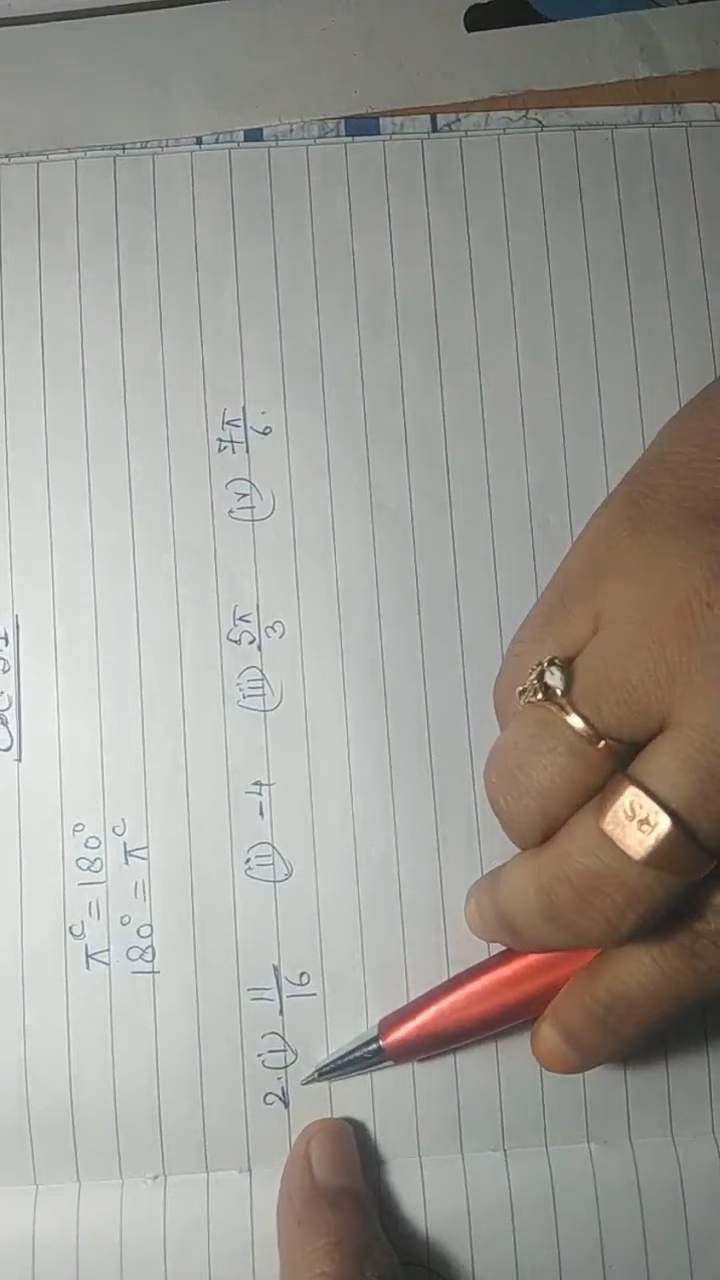 π^c = 180°
180° = π^c
2. (i) 11/16 (ii) -4 (iii) 5π/3 (iv) 7π/6.
RS